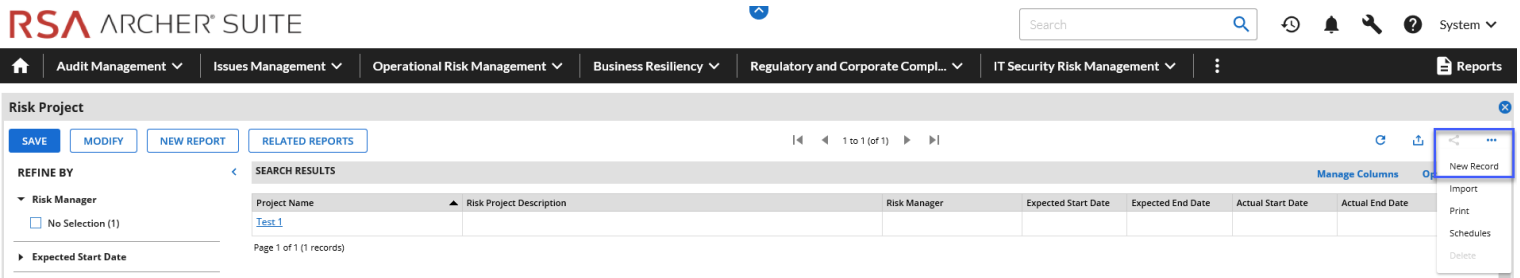 RSA ARCHER® SUITE
Search
System
Audit Management
Issues Management
Operational Risk Management
Business Resiliency
Regulatory and Corporate Compl...
IT Security Risk Management
Reports
Risk Project
SAVE
MODIFY
NEW REPORT
RELATED REPORTS
1 to 1 (of 1)
REFINE BY
SEARCH RESULTS
Manage Columns
Op
New Record
Import
Print
Schedules
Delete
Risk Manager
No Selection (1)
Expected Start Date
Project Name
Risk Project Description
Risk Manager
Expected Start Date
Expected End Date
Actual Start Date
Actual End Date
Test 1
Page 1 of 1 (1 records)